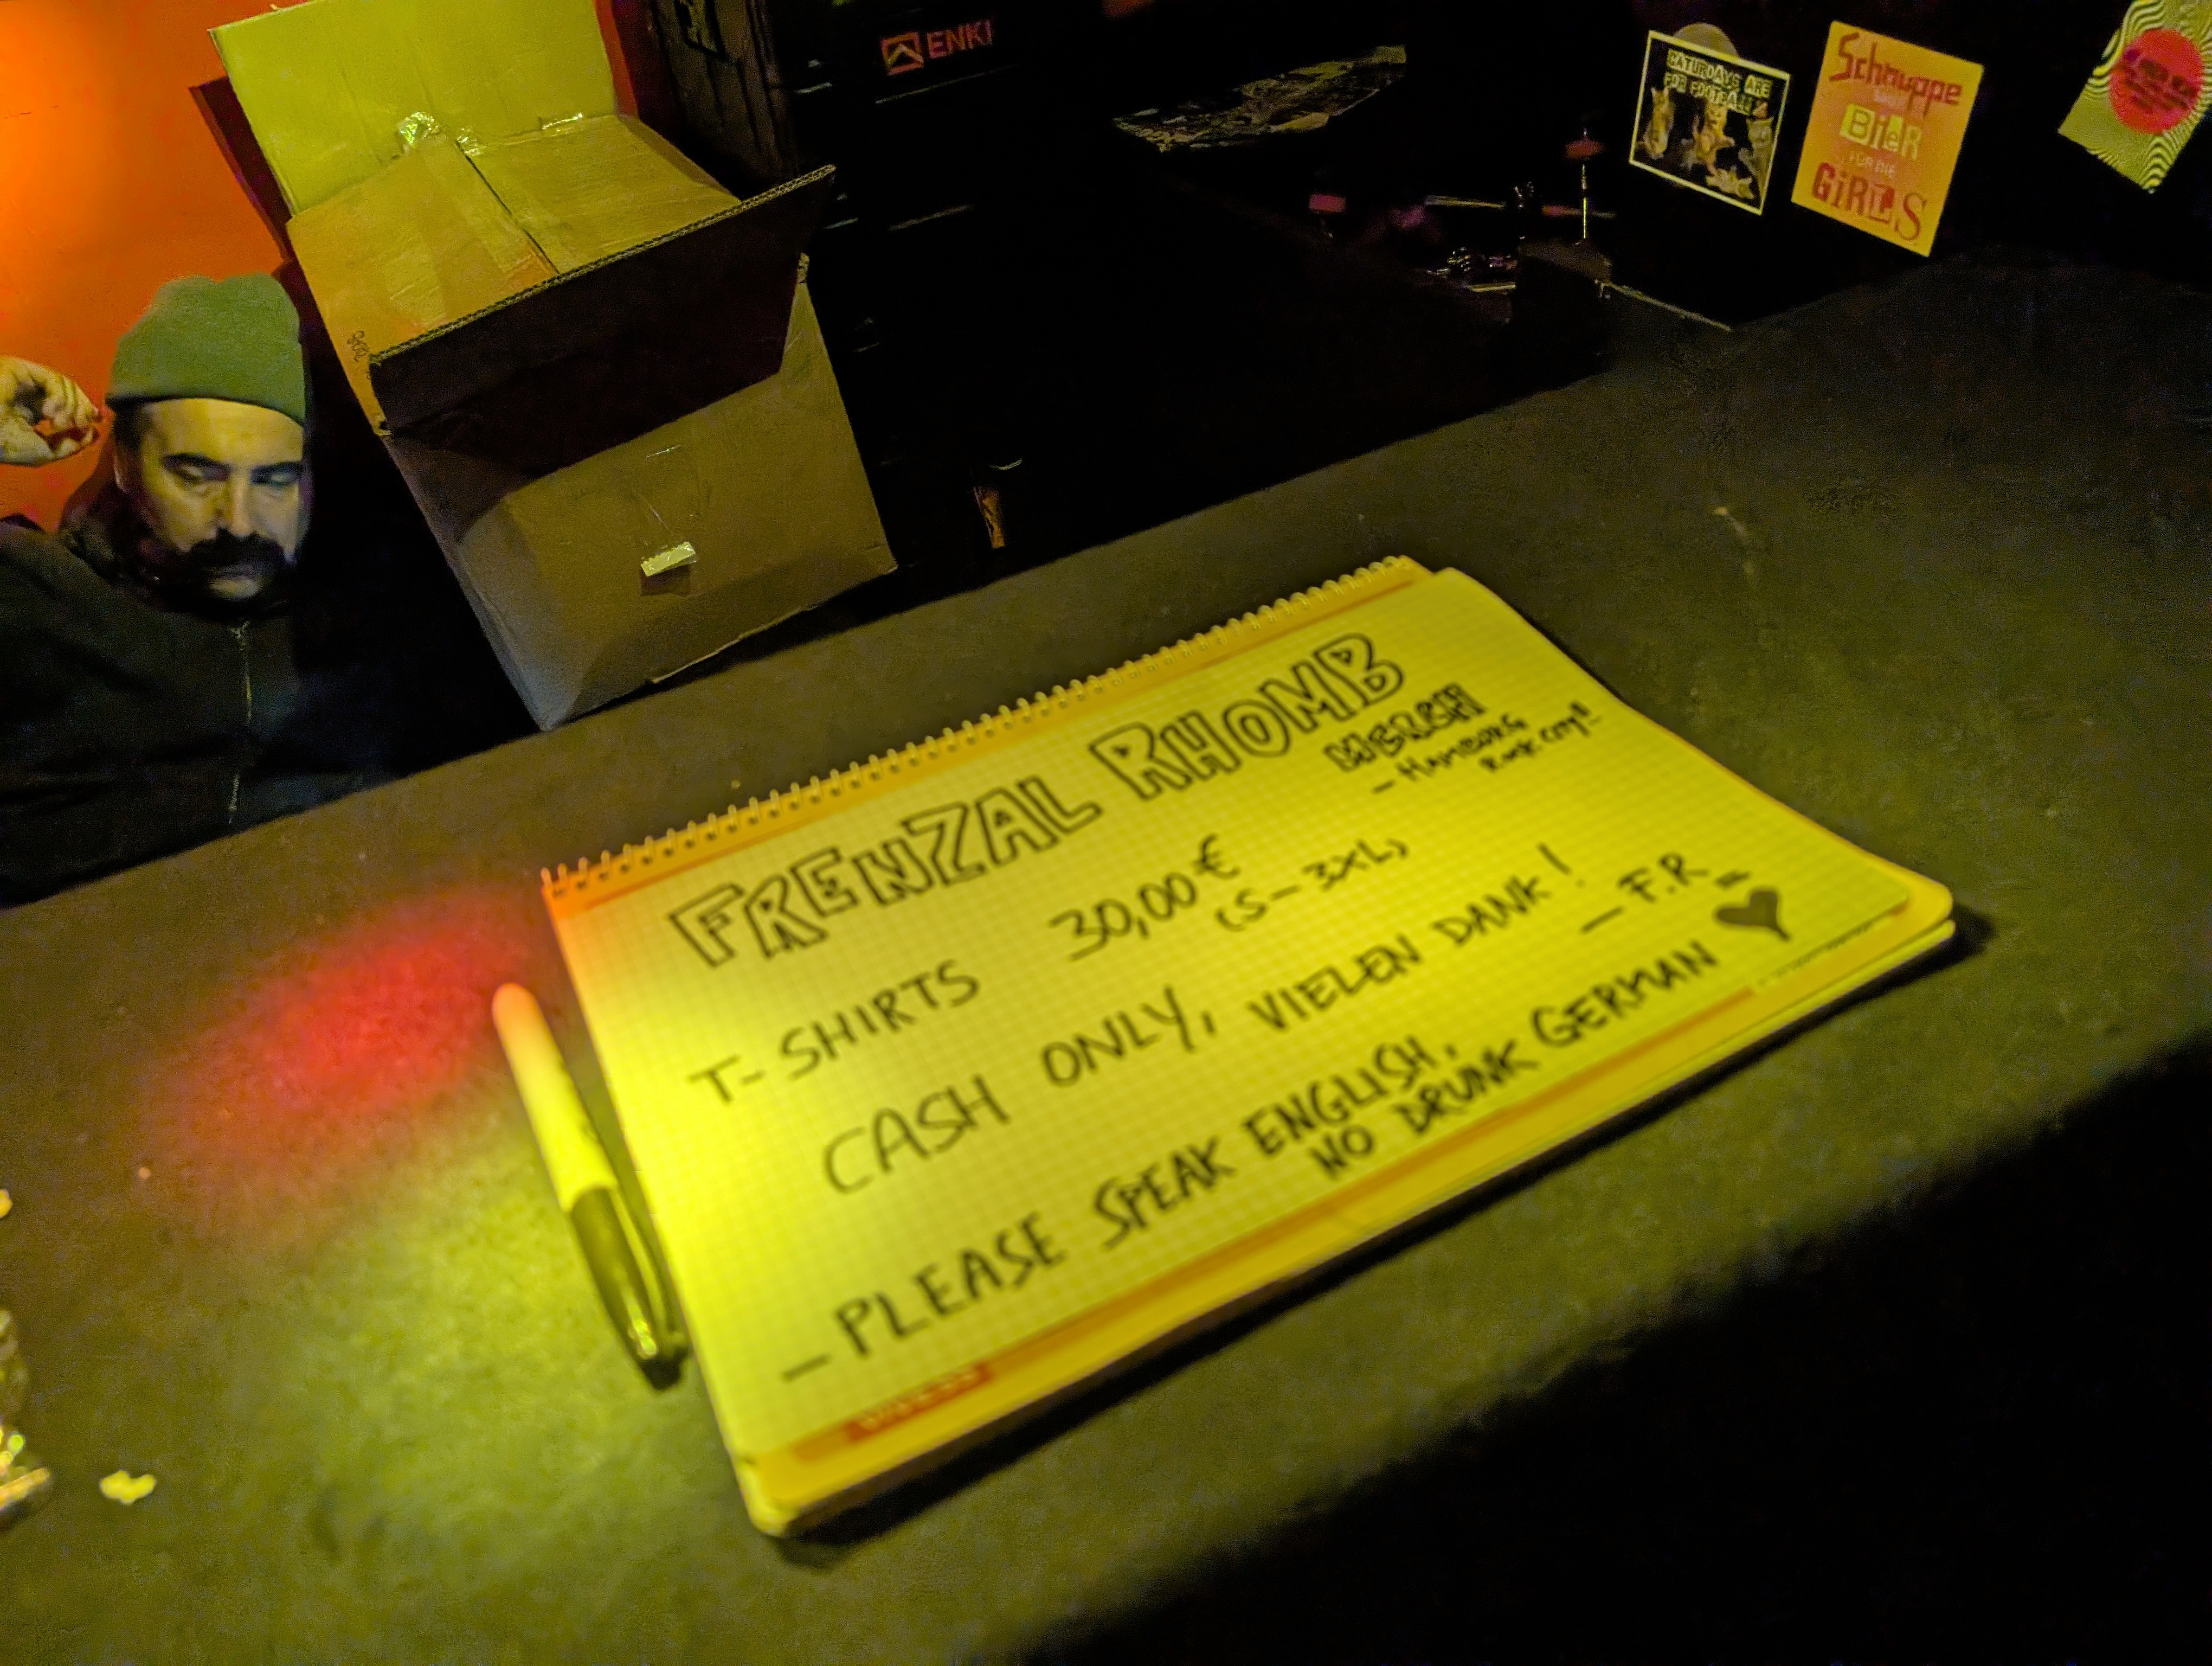 ENKI
CATURDAYS ARE
FOR FOOTBALL
Schnuppe
Bier
FÜR DIE
GiRLS
FRENZAL RHOMB
MERCH
– HAMBURG
ROCK CITY!!
T-SHIRTS 30,00 €
(S – 3XL)
CASH ONLY, VIELEN DANK!
– F.R –
– PLEASE SPEAK ENGLISH,
NO DRUNK GERMAN ♥